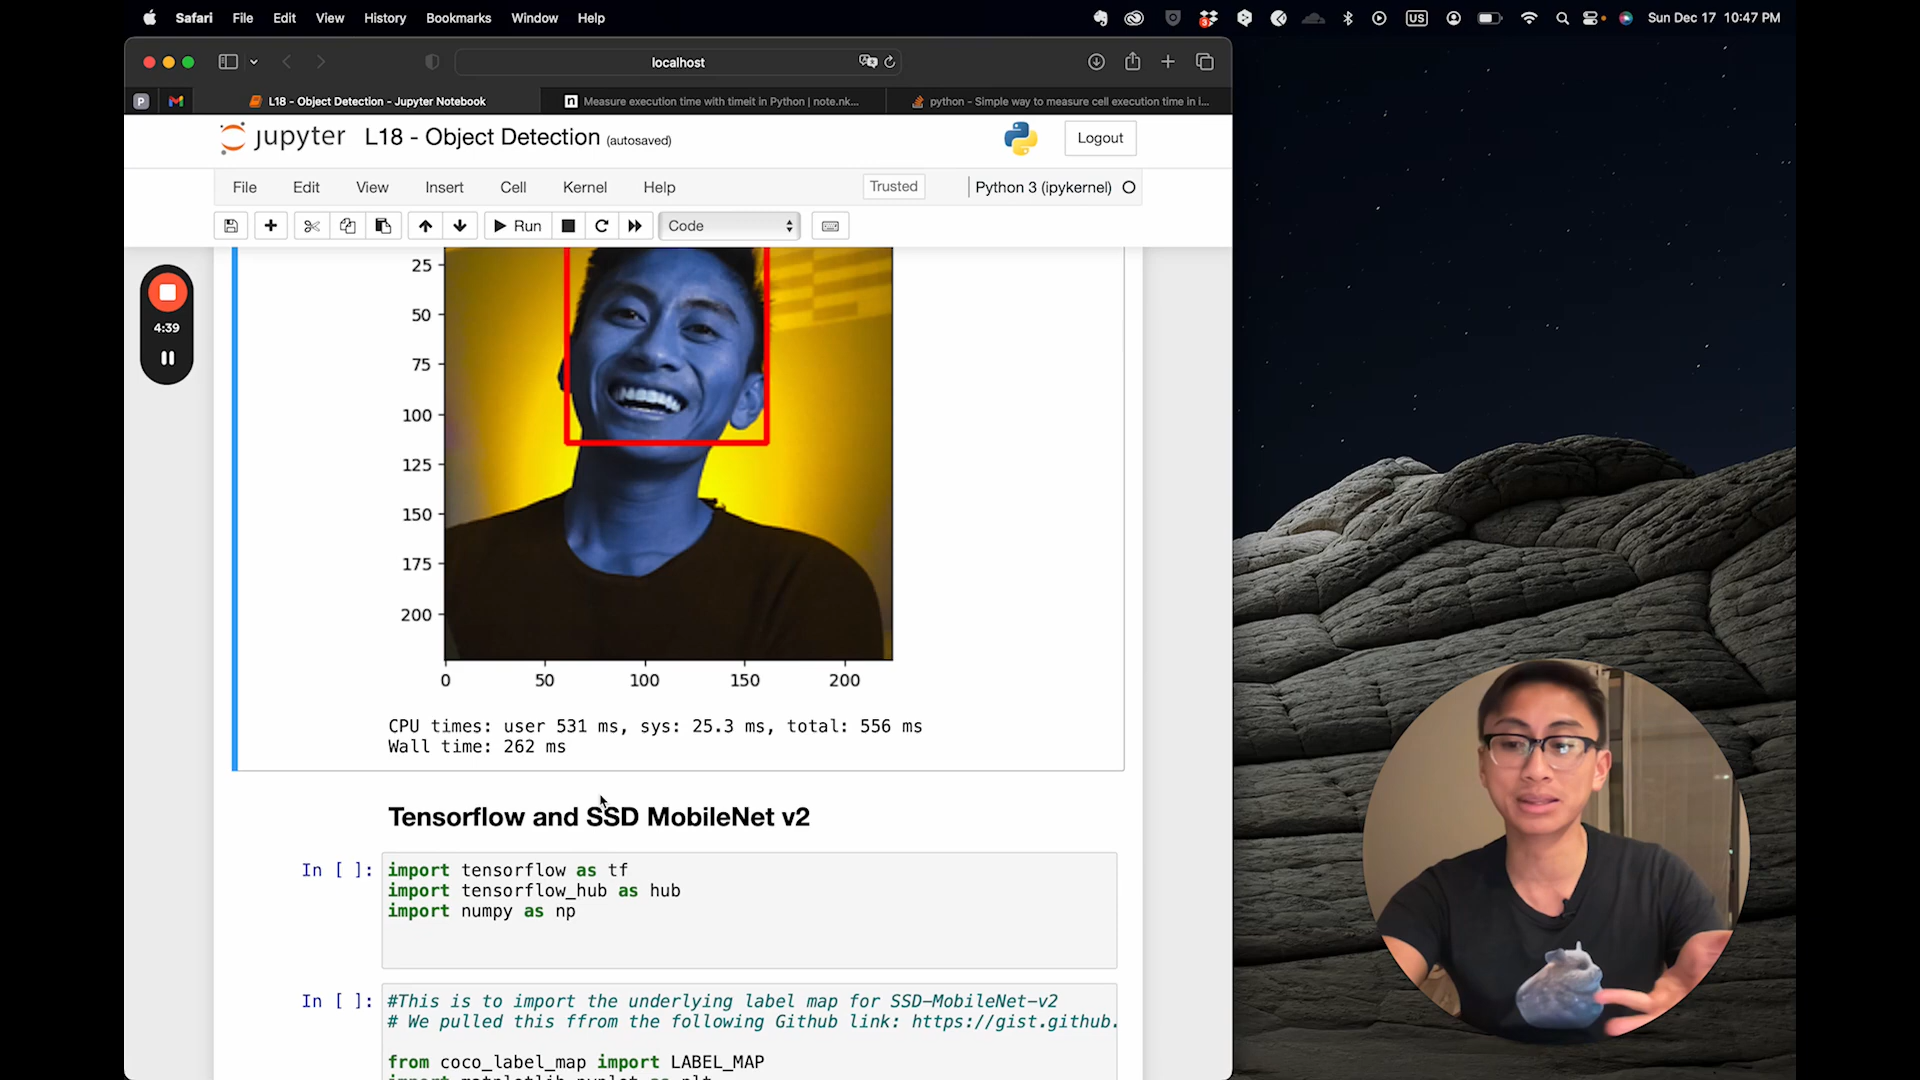 Safari File Edit View History Bookmarks Window Help 3 US Sun Dec 17 10:47 PM
localhost
P L18 - Object Detection - Jupyter Notebook n Measure execution time with timeit in Python | note.nk... python - Simple way to measure cell execution time in i...
jupyter L18 - Object Detection (autosaved) Logout
File Edit View Insert Cell Kernel Help Trusted Python 3 (ipykernel)
Run Code
25
50
75
100
125
150
175
200
0 50 100 150 200
4:39
CPU times: user 531 ms, sys: 25.3 ms, total: 556 ms
Wall time: 262 ms
Tensorflow and SSD MobileNet v2
In [ ]: import tensorflow as tf
import tensorflow_hub as hub
import numpy as np
In [ ]: #This is to import the underlying label map for SSD-MobileNet-v2
# We pulled this ffrom the following Github link: https://gist.github.
from coco_label_map import LABEL_MAP
import matplotlib.pyplot as plt